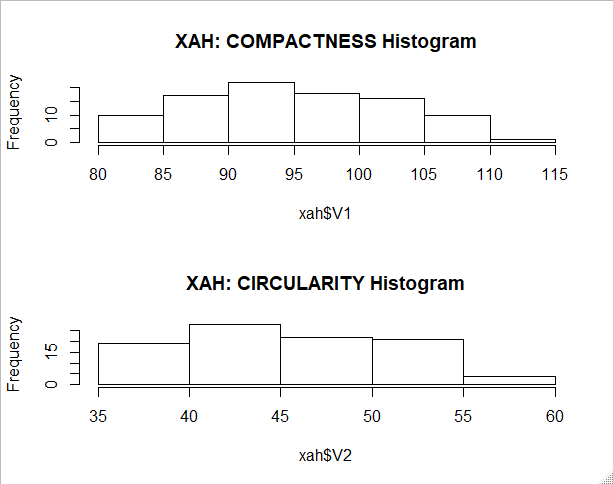 XAH: COMPACTNESS Histogram
Frequency
0 10
80 85 90 95 100 105 110 115
xah$V1
XAH: CIRCULARITY Histogram
Frequency
0 15
35 40 45 50 55 60
xah$V2